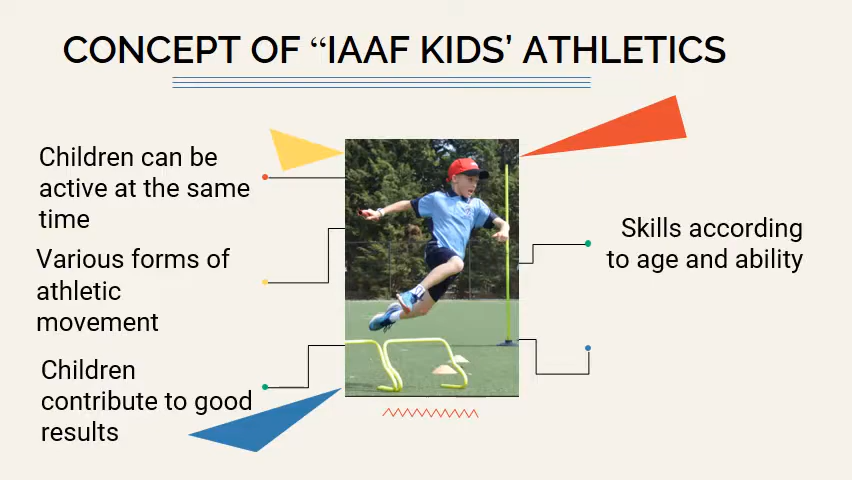 CONCEPT OF “IAAF KIDS’ ATHLETICS
Children can be
active at the same
time
Various forms of
athletic
movement
Children
contribute to good
results
Skills according
to age and ability